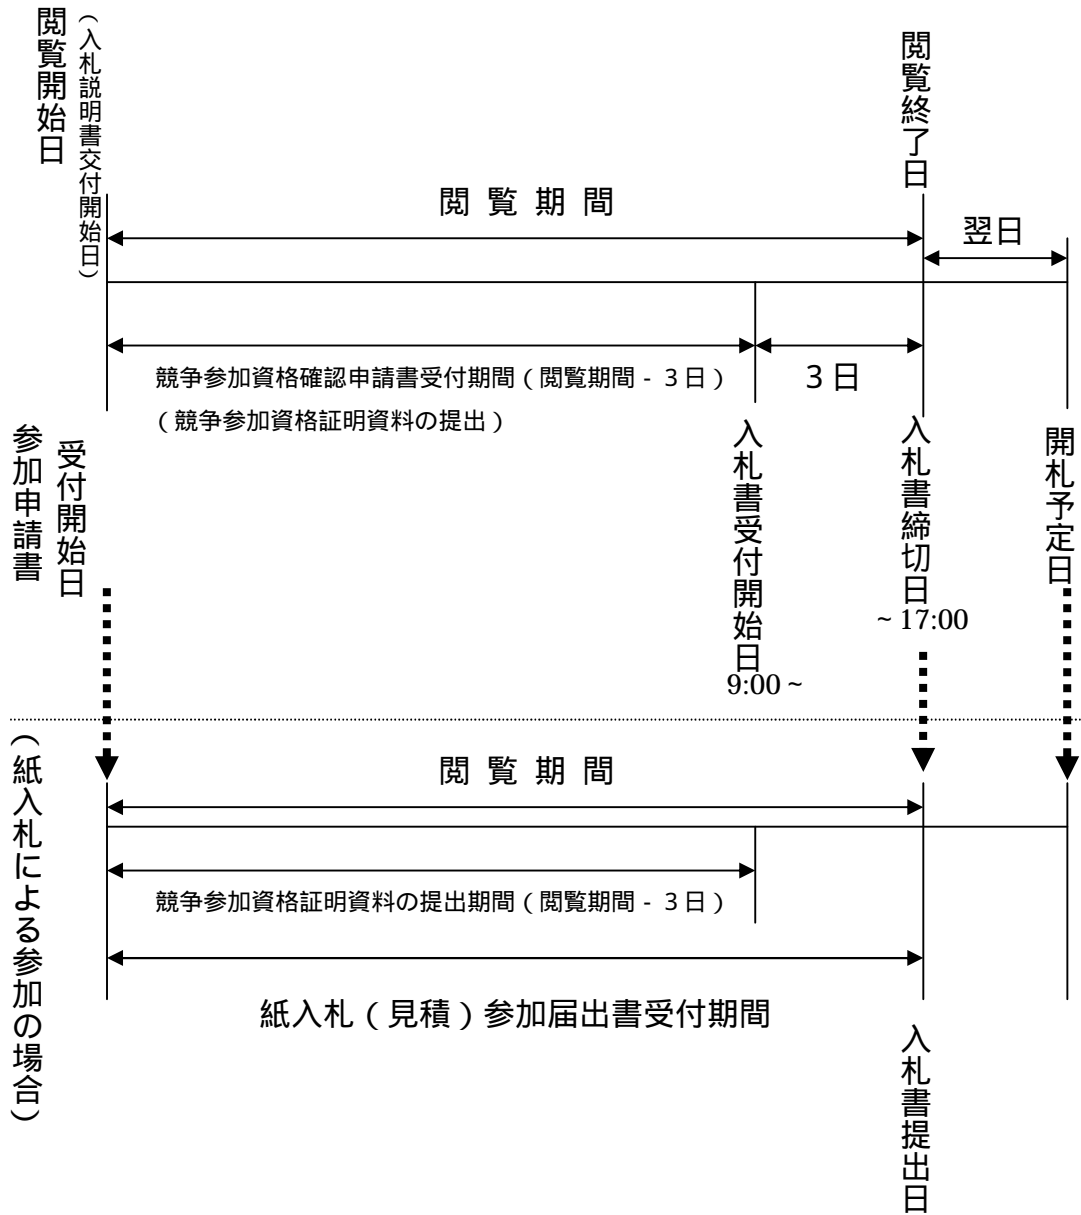 閲覧開始日
（入札説明書交付開始日）
閲覧終了日
閲 覧 期 間
翌日
競争参加資格確認申請書受付期間（閲覧期間 - ３日）
（競争参加資格証明資料の提出）
３日
参加申請書
受付開始日
入札書受付開始日
9:00 ~
入札書締切日
~ 17:00
開札予定日
（紙入札による参加の場合）
閲 覧 期 間
競争参加資格証明資料の提出期間（閲覧期間 - ３日）
紙入札（見積）参加届出書受付期間
入札書提出日